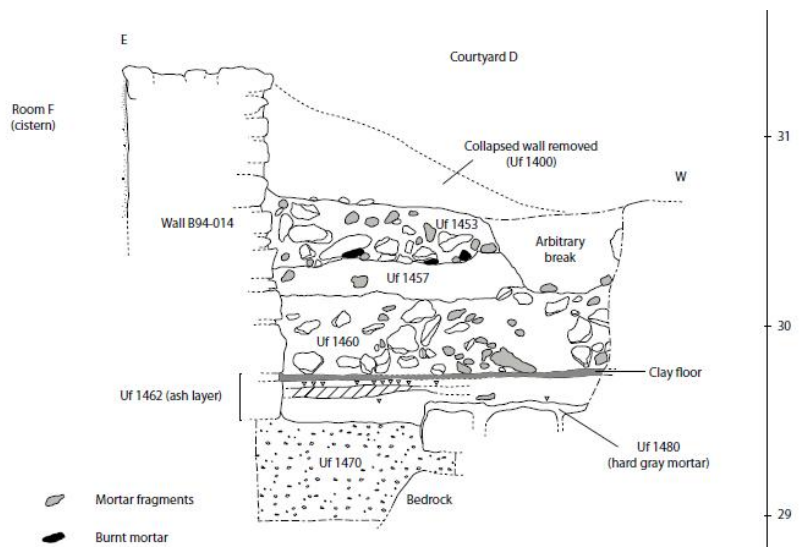 E
Courtyard D
Room F
(cistern)
31
Collapsed wall removed
(Uf 1400)
W
Wall B94-014
Uf 1453
Arbitrary
break
Uf 1457
30
Uf 1460
Clay floor
Uf 1462 (ash layer)
Uf 1480
(hard gray mortar)
Uf 1470
Bedrock
Mortar fragments
29
Burnt mortar